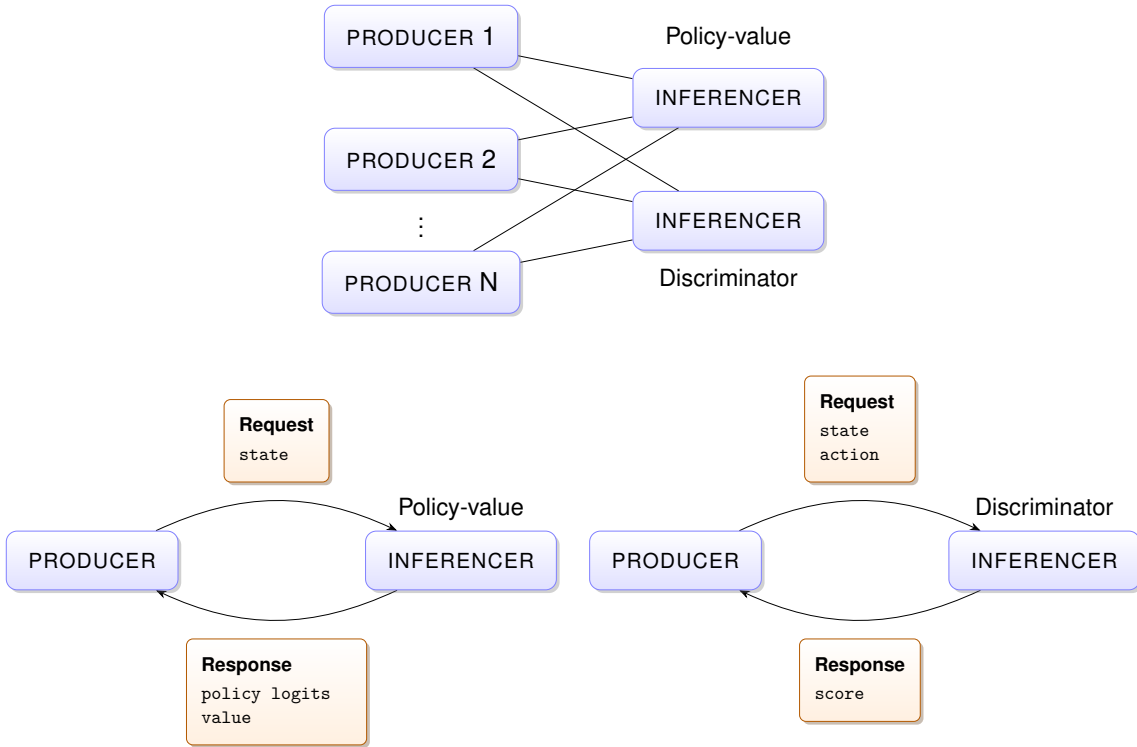 PRODUCER 1
Policy-value
INFERENCER
PRODUCER 2
INFERENCER
⋮
PRODUCER N
Discriminator
Request
state
Policy-value
PRODUCER
INFERENCER
Response
policy logits
value
Request
state
action
Discriminator
PRODUCER
INFERENCER
Response
score